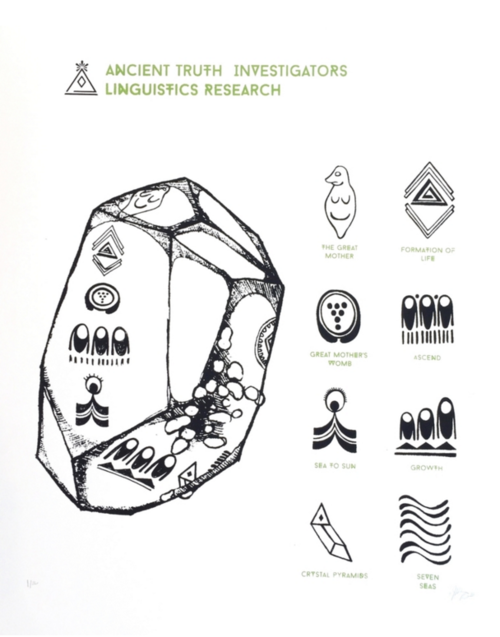 ANCIENT TRUTH INVESTIGATORS
LINGUISTICS RESEARCH
THE GREAT
MOTHER
FORMATION OF
LIFE
GREAT MOTHER'S
WOMB
ASCEND
SEA TO SUN
GROWTH
CRYSTAL PYRAMIDS
SEVEN
SEAS